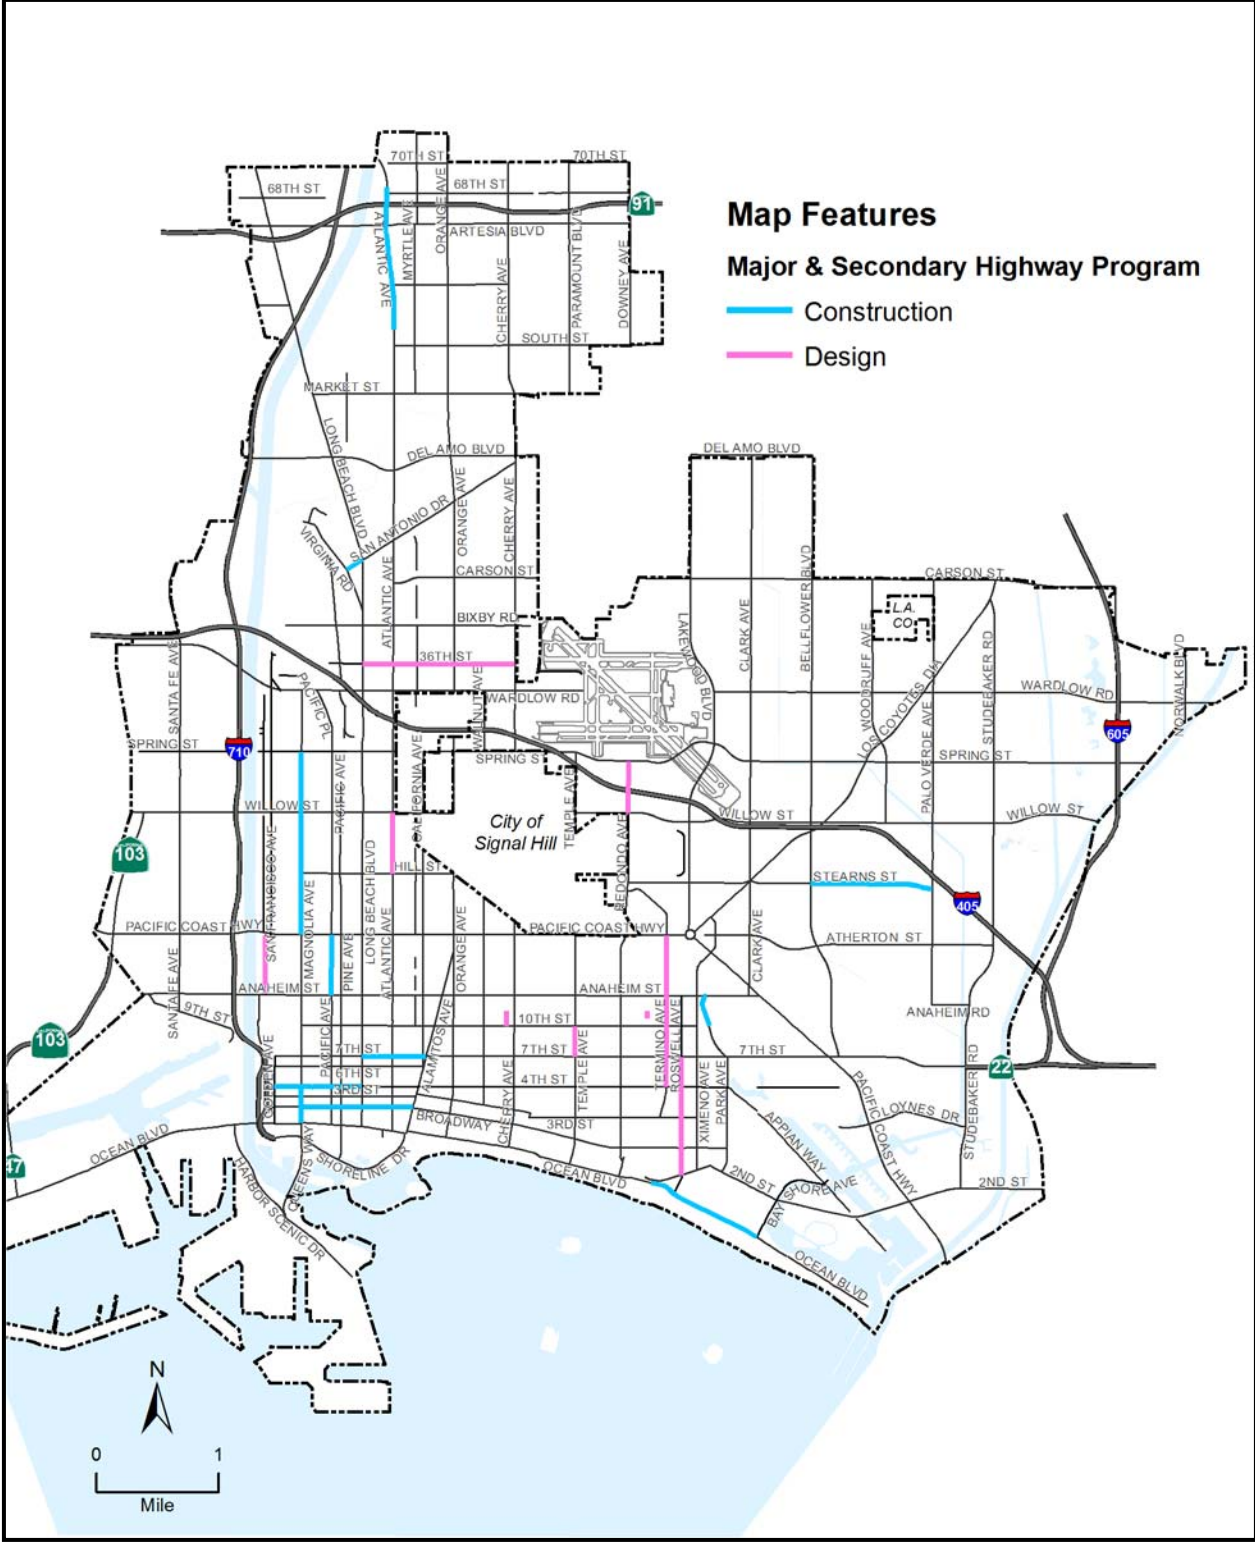 70TH ST
70TH ST
68TH ST
68TH ST
91
Map Features
Major & Secondary Highway Program
Construction
Design
ATLANTIC AVE
MYRTLE AVE
ORANGE AVE
ARTESIA BLVD
CHERRY AVE
PARAMOUNT BLVD
DOWNEY AVE
SOUTH ST
MARKET ST
LONG BEACH BLVD
DEL AMO BLVD
DEL AMO BLVD
SAN ANTONIO DR
ORANGE AVE
CHERRY AVE
VIRGINIA RD
CARSON ST
CARSON ST
ATLANTIC AVE
BIXBY RD
L.A.
CO.
LAKEWOOD BLVD
CLARK AVE
BELLFLOWER BLVD
WOODRUFF AVE
LOS COYOTES DIA
STUDEBAKER RD
NORWALK BLVD
SANTA FE AVE
36TH ST
PACIFIC PL
WALNUT AVE
WARDLOW RD
WARDLOW RD
PALO VERDE AVE
SPRING ST
710
SPRING S
SPRING ST
605
PACIFIC AVE
CALIFORNIA AVE
TEMPLE AVE
WILLOW ST
WILLOW ST
WILLOW ST
City of
Signal Hill
103
SAN FRANCISCO AVE
MAGNOLIA AVE
LONG BEACH BLVD
HILL ST
REDONDO AVE
STEARNS ST
405
PACIFIC COAST HWY
PACIFIC COAST HWY
ATHERTON ST
SANTA FE AVE
PINE AVE
ATLANTIC AVE
ORANGE AVE
CLARK AVE
ANAHEIM ST
ANAHEIM ST
9TH ST
10TH ST
ANAHEIM RD
103
PACIFIC AVE
ALAMITOS AVE
TERMINO AVE
ROSWELL AVE
7TH ST
7TH ST
7TH ST
22
6TH ST
4TH ST
3RD ST
CHERRY AVE
TEMPLE AVE
XIMENO AVE
PARK AVE
PACIFIC COAST HWY
LOYNES DR
STUDEBAKER RD
BROADWAY
3RD ST
APPIAN WAY
OCEAN BLVD
47
QUEENS WAY
SHORELINE DR
OCEAN BLVD
2ND ST
BAY SHORE AVE
2ND ST
HARBOR SCENIC DR
OCEAN BLVD
N
0 1
Mile